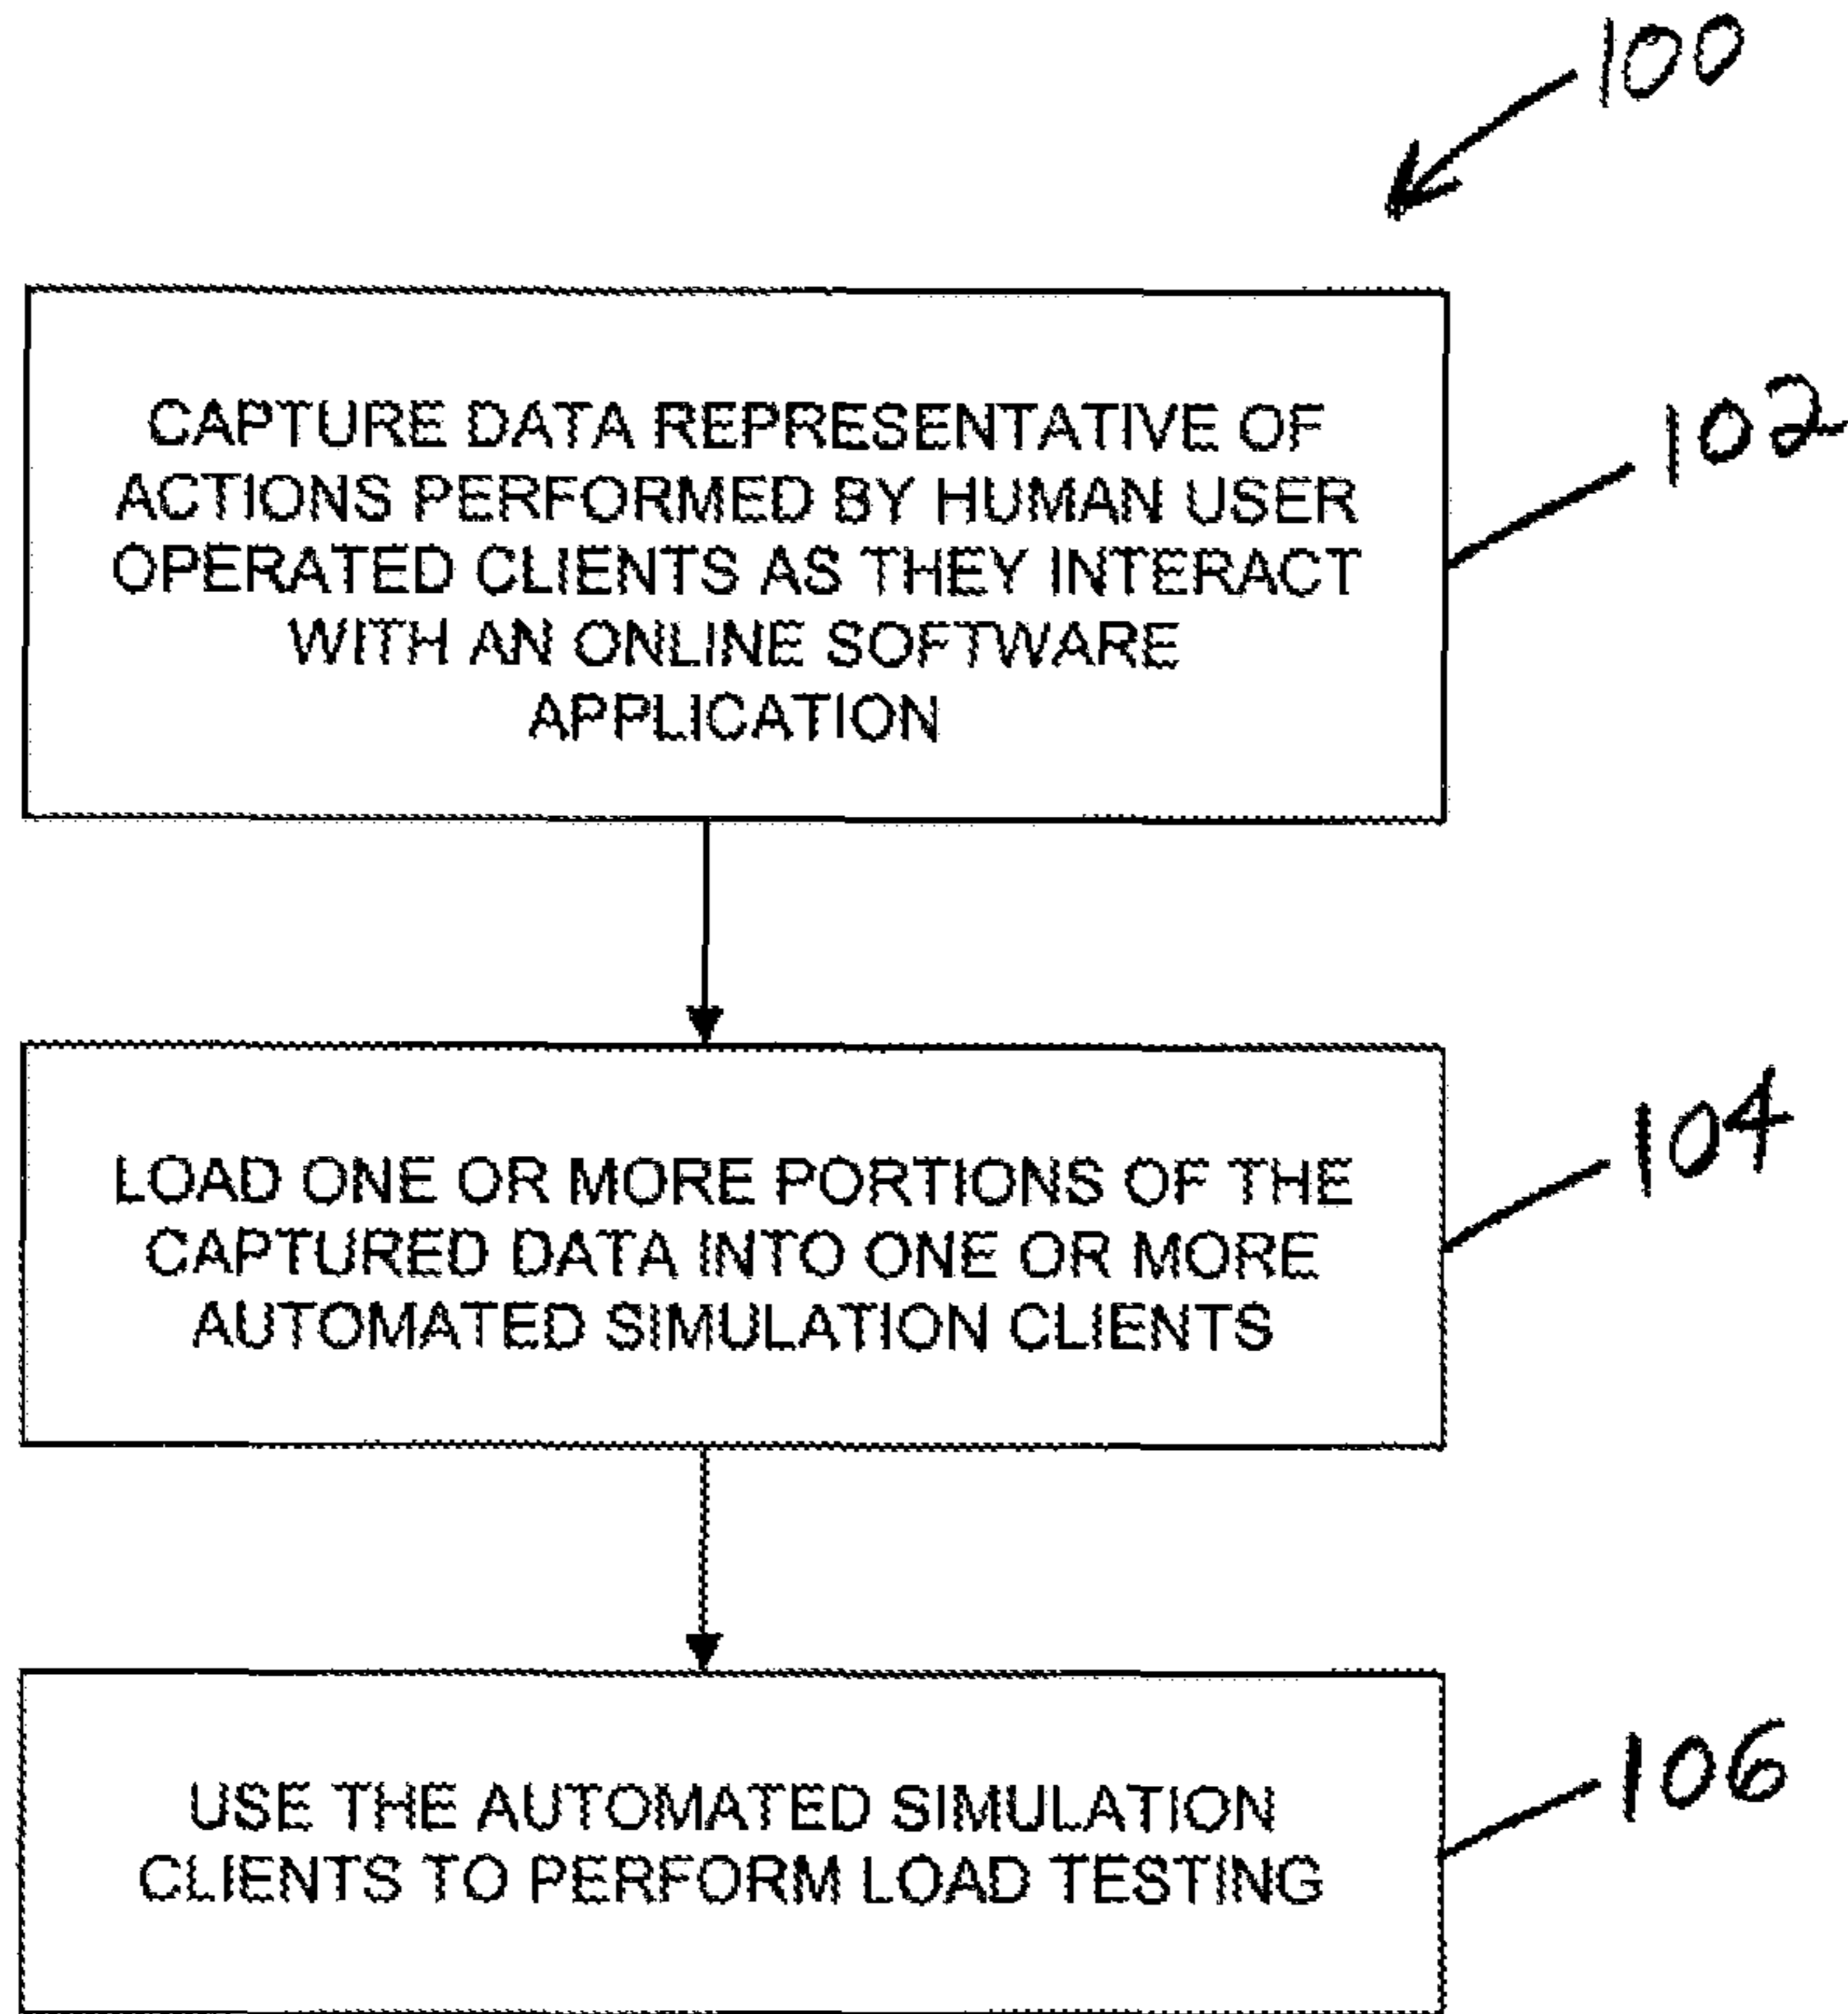 100
CAPTURE DATA REPRESENTATIVE OF
ACTIONS PERFORMED BY HUMAN USER
OPERATED CLIENTS AS THEY INTERACT
WITH AN ONLINE SOFTWARE
APPLICATION
102
LOAD ONE OR MORE PORTIONS OF THE
CAPTURED DATA INTO ONE OR MORE
AUTOMATED SIMULATION CLIENTS
104
USE THE AUTOMATED SIMULATION
CLIENTS TO PERFORM LOAD TESTING
106